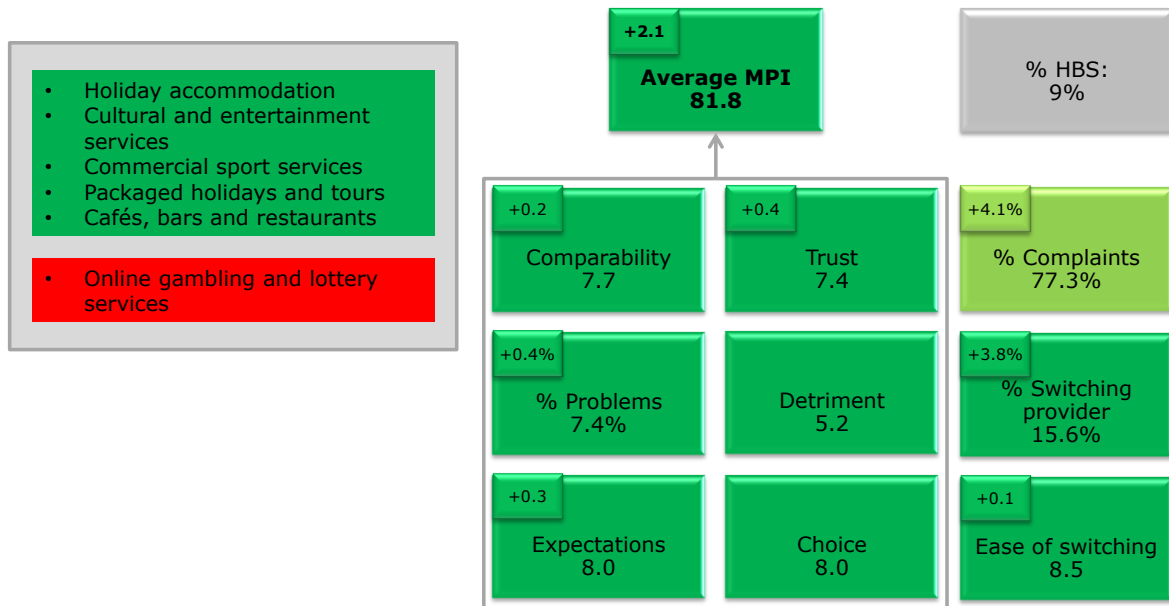 • Holiday accommodation
• Cultural and entertainment
services
• Commercial sport services
• Packaged holidays and tours
• Cafés, bars and restaurants
• Online gambling and lottery
services
+2.1
Average MPI
81.8
% HBS:
9%
+0.2
Comparability
7.7
+0.4
Trust
7.4
+4.1%
% Complaints
77.3%
+0.4%
% Problems
7.4%
Detriment
5.2
+3.8%
% Switching
provider
15.6%
+0.3
Expectations
8.0
Choice
8.0
+0.1
Ease of switching
8.5